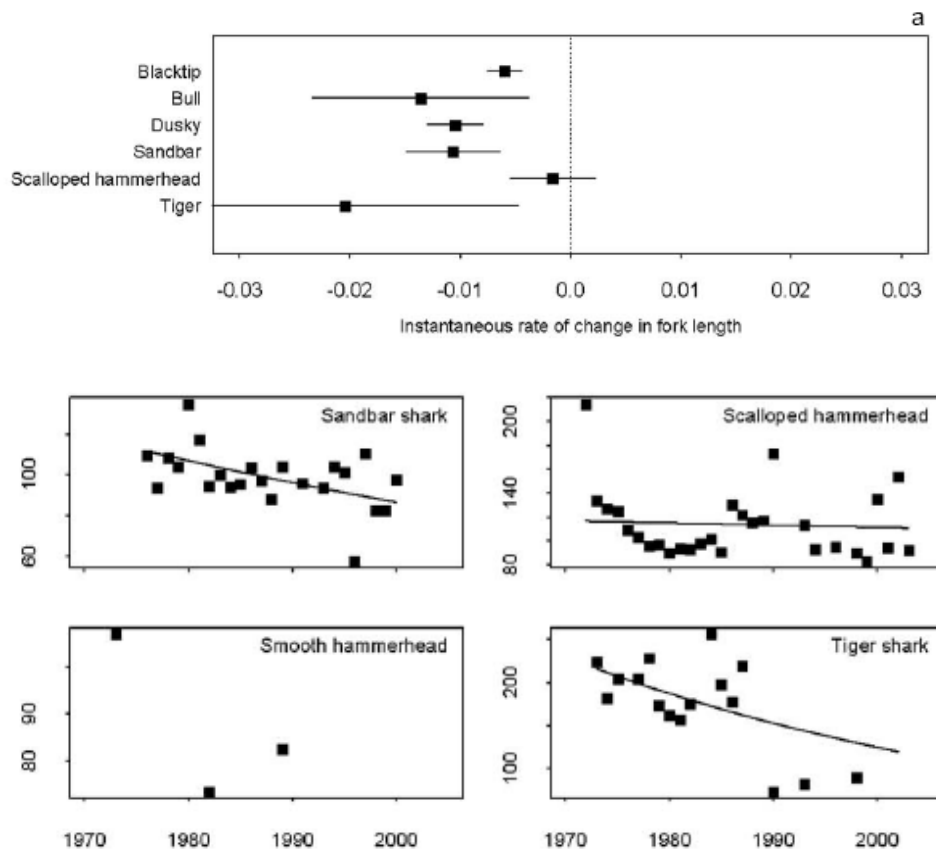 a
Blacktip
Bull
Dusky
Sandbar
Scalloped hammerhead
Tiger
-0.03 -0.02 -0.01 0.0 0.01 0.02 0.03
Instantaneous rate of change in fork length
Sandbar shark
100
60
Scalloped hammerhead
200
140
80
Smooth hammerhead
90
80
1970 1980 1990 2000
Tiger shark
200
100
1970 1980 1990 2000